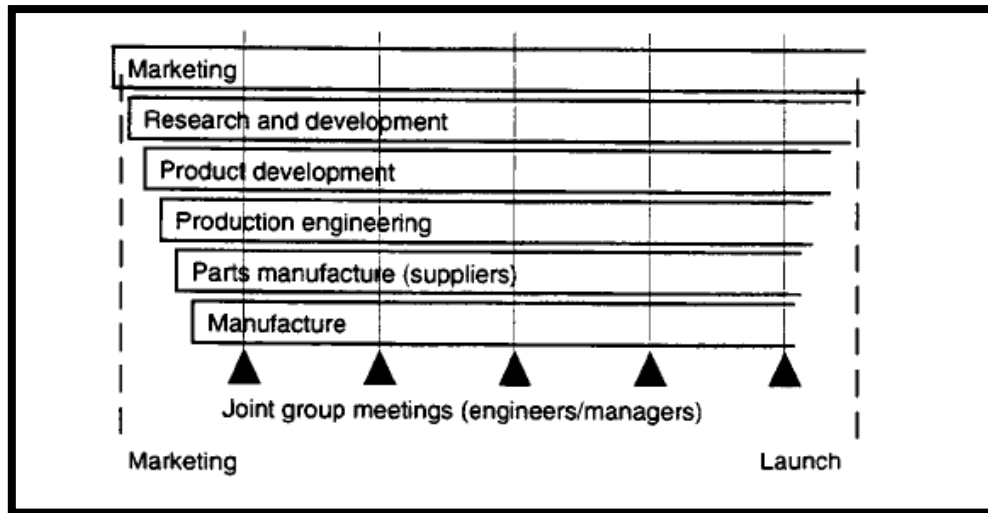 Marketing
Research and development
Product development
Production engineering
Parts manufacture (suppliers)
Manufacture
Joint group meetings (engineers/managers)
Marketing
Launch